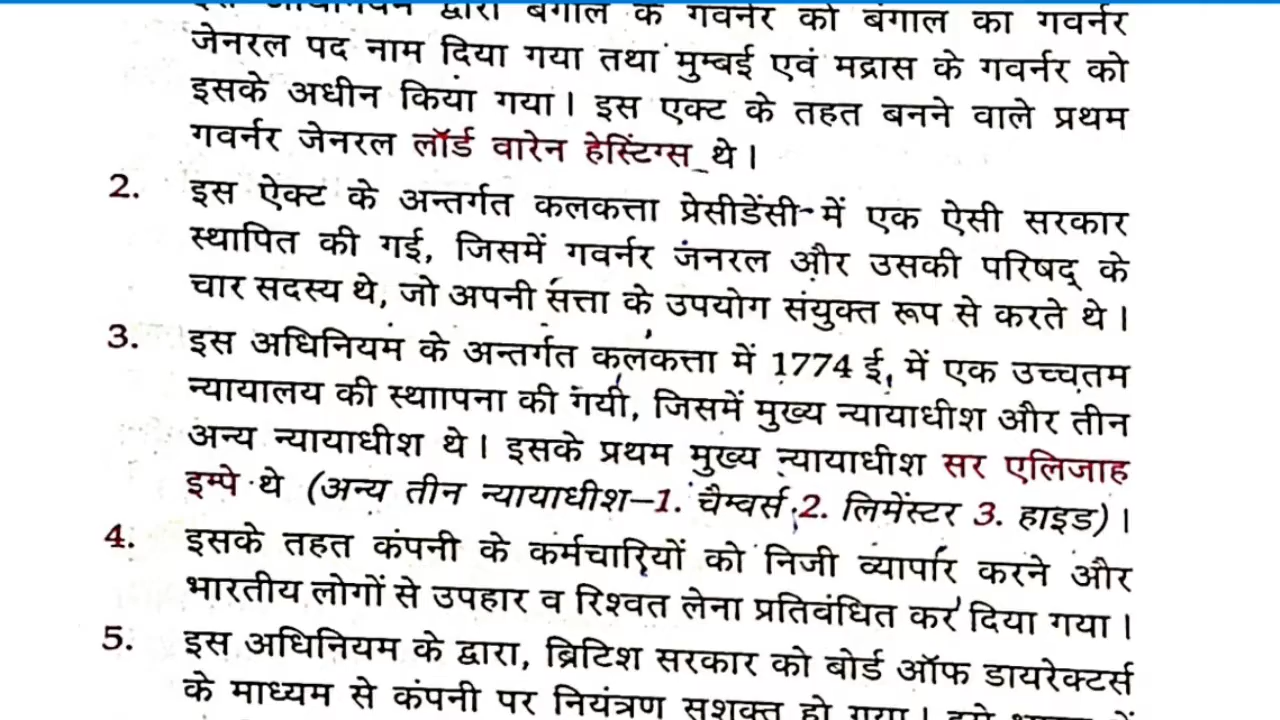 इस अधिनियम द्वारा बंगाल के गवर्नर को बंगाल का गवर्नर
जेनरल पद नाम दिया गया तथा मुम्बई एवं मद्रास के गवर्नर को
इसके अधीन किया गया। इस एक्ट के तहत बनने वाले प्रथम
गवर्नर जेनरल लॉर्ड वारेन हेस्टिंग्स थे।
2. इस ऐक्ट के अन्तर्गत कलकत्ता प्रेसीडेंसी में एक ऐसी सरकार
स्थापित की गई, जिसमें गवर्नर जंनरल और उसकी परिषद् के
चार सदस्य थे, जो अपनी सत्ता के उपयोग संयुक्त रूप से करते थे।
3. इस अधिनियम के अन्तर्गत कलकत्ता में 1774 ई. में एक उच्चतम
न्यायालय की स्थाापना की गयी, जिसमें मुख्य न्यायाधीश और तीन
अन्य न्यायाधीश थे। इसके प्रथम मुख्य न्यायाधीश सर एलिजाह
इम्पे थे (अन्य तीन न्यायाधीश–1. चैम्वर्स 2. लिमेंस्टर 3. हाइड)।
4. इसके तहत कंपनी के कर्मचारियों को निजी व्यापार करने और
भारतीय लोगों से उपहार व रिश्वत लेना प्रतिबंधित कर दिया गया।
5. इस अधिनियम के द्वारा, ब्रिटिश सरकार को बोर्ड ऑफ डायरेक्टर्स
के माध्यम से कंपनी पर नियंत्रण सशक्त हो गया।